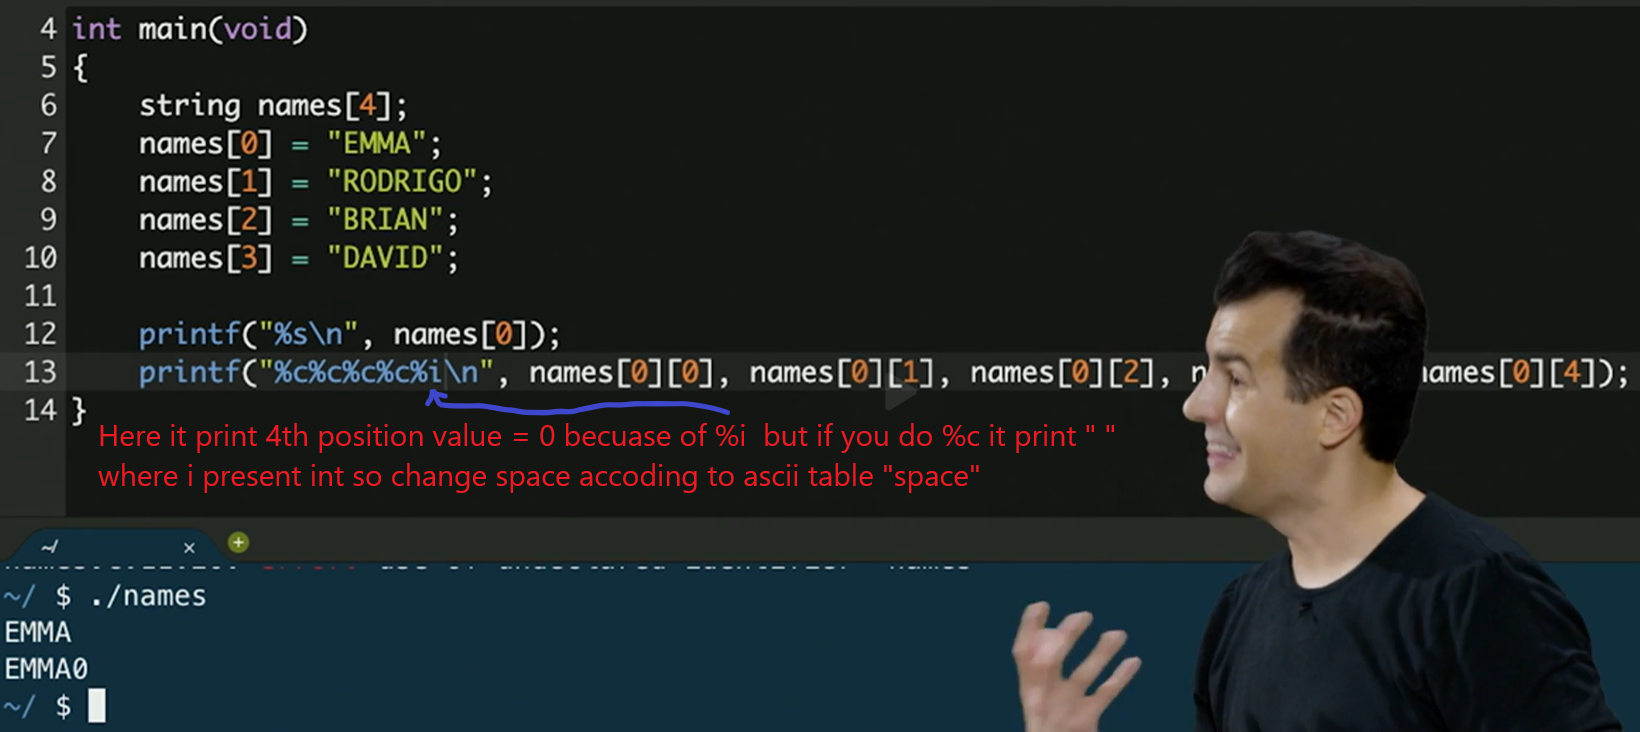 4 int main(void)
5 {
6 string names[4];
7 names[0] = "EMMA";
8 names[1] = "RODRIGO";
9 names[2] = "BRIAN";
10 names[3] = "DAVID";
11
12 printf("%s\n", names[0]);
13 printf("%c%c%c%c%i\n", names[0][0], names[0][1], names[0][2], n ames[0][4]);
14 }
Here it print 4th position value = 0 becuase of %i but if you do %c it print " "
where i present int so change space accoding to ascii table "space"
~/ × +
~/ $ ./names
EMMA
EMMA0
~/ $